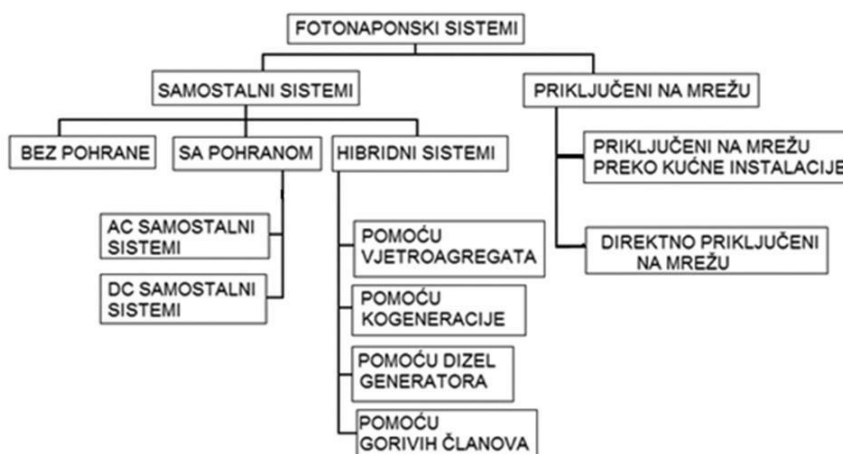 FOTONAPONSKI SISTEMI
SAMOSTALNI SISTEMI
PRIKLJUČENI NA MREŽU
BEZ POHRANE
SA POHRANOM
HIBRIDNI SISTEMI
PRIKLJUČENI NA MREŽU
PREKO KUĆNE INSTALACIJE
AC SAMOSTALNI
SISTEMI
POMOĆU
VJETROAGREGATA
DIREKTNO PRIKLJUČENI
NA MREŽU
DC SAMOSTALNI
SISTEMI
POMOĆU
KOGENERACIJE
POMOĆU DIZEL
GENERATORA
POMOĆU
GORIVIH ČLANOVA